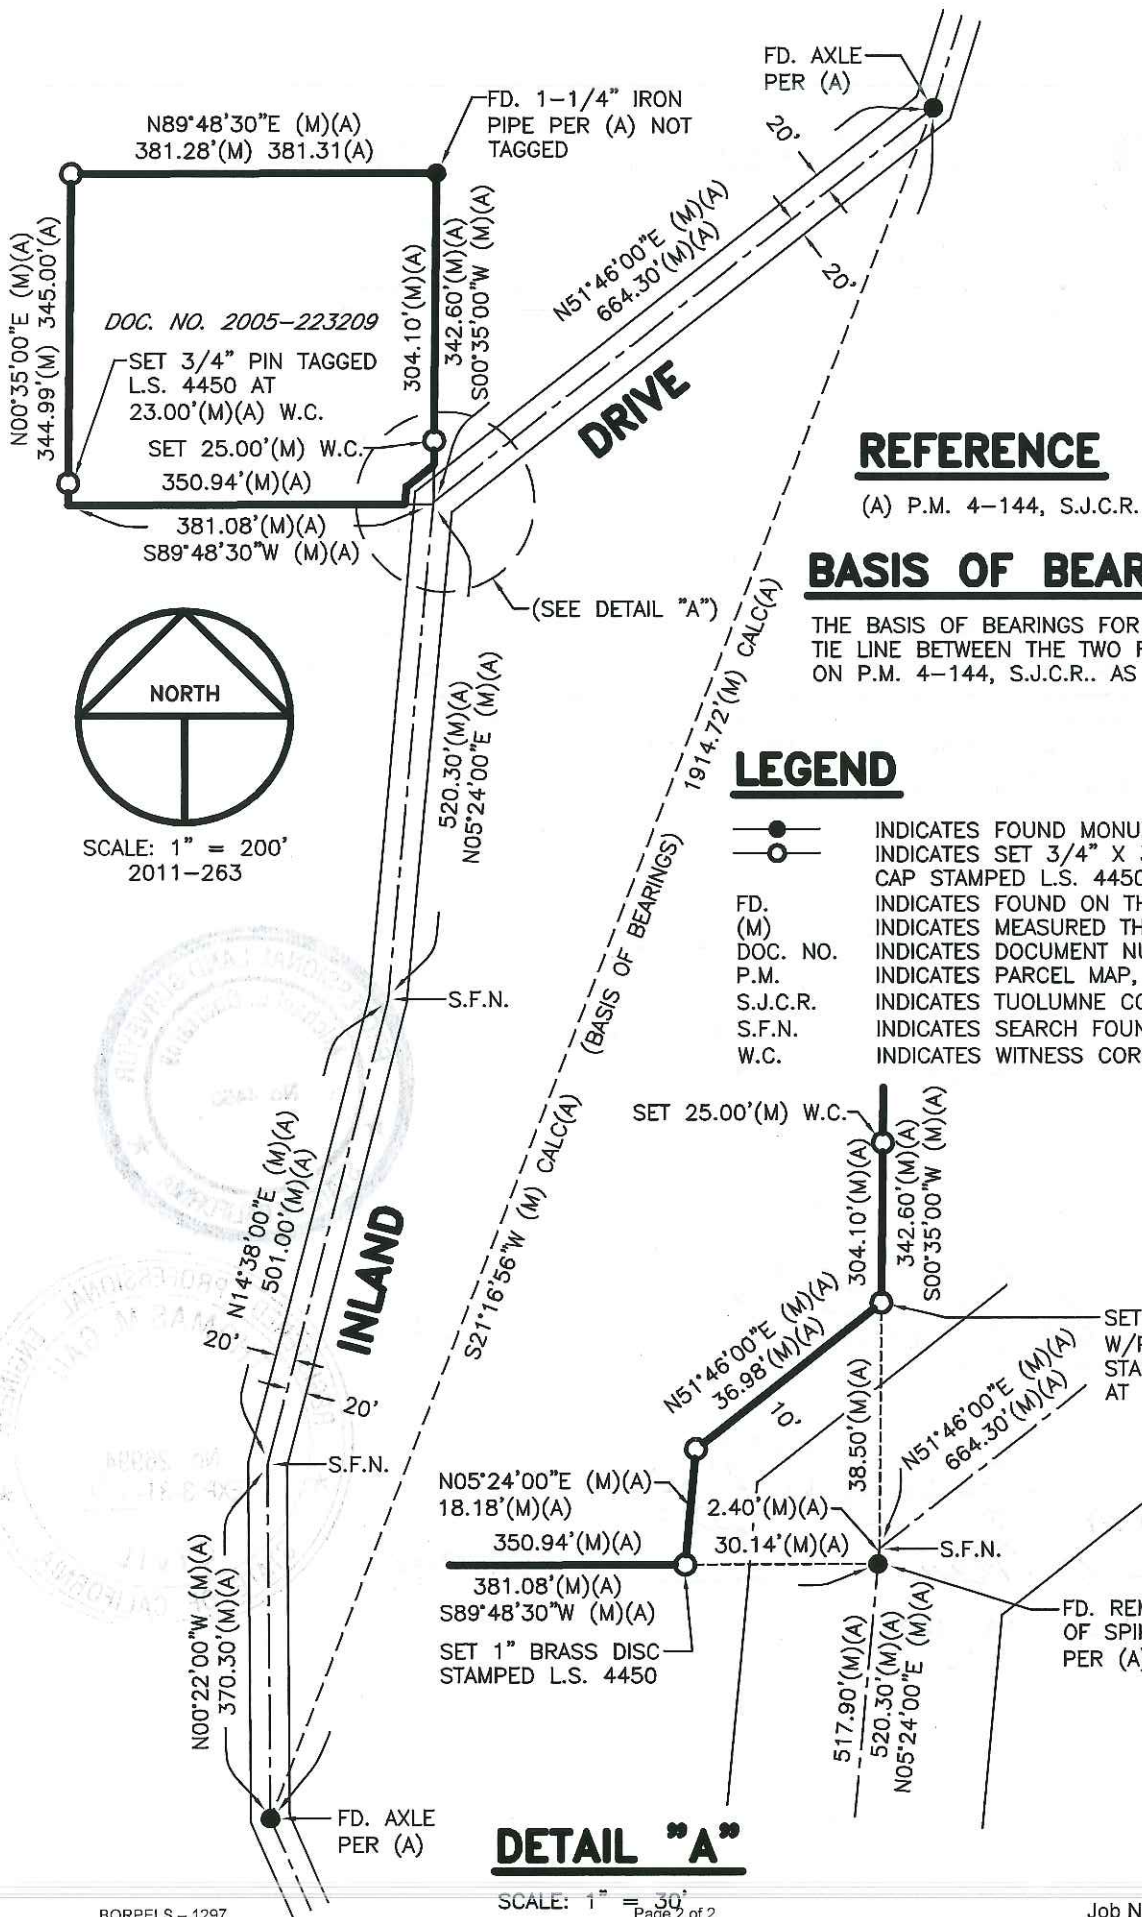 FD. AXLE
PER (A)
N89°48'30"E (M)(A)
381.28'(M) 381.31(A)
FD. 1-1/4" IRON
PIPE PER (A) NOT
TAGGED
20'
20'
N51°46'00"E (M)(A)
664.30'(M)(A)
N00°35'00"E (M)(A)
344.99'(M) 345.00'(A)
304.10'(M)(A)
342.60'(M)(A)
S00°35'00"W (M)(A)
DOC. NO. 2005-223209
SET 3/4" PIN TAGGED
L.S. 4450 AT
23.00'(M)(A) W.C.
SET 25.00'(M) W.C.
350.94'(M)(A)
381.08'(M)(A)
S89°48'30"W (M)(A)
DRIVE
(SEE DETAIL "A")
REFERENCE
(A) P.M. 4-144, S.J.C.R.
BASIS OF BEAR
THE BASIS OF BEARINGS FOR
TIE LINE BETWEEN THE TWO F
ON P.M. 4-144, S.J.C.R.. AS
NORTH
SCALE: 1" = 200'
2011-263
520.30'(M)(A)
N05°24'00"E (M)(A)
1914.72'(M) CALC(A)
(BASIS OF BEARINGS)
S21°16'56"W (M) CALC(A)
LEGEND
INDICATES FOUND MONU
INDICATES SET 3/4" X
CAP STAMPED L.S. 4450
FD. INDICATES FOUND ON TH
(M) INDICATES MEASURED TH
DOC. NO. INDICATES DOCUMENT NU
P.M. INDICATES PARCEL MAP,
S.J.C.R. INDICATES TUOLUMNE CO
S.F.N. INDICATES SEARCH FOUN
W.C. INDICATES WITNESS COR
S.F.N.
N14°38'00"E (M)(A)
501.00'(M)(A)
INLAND
20'
20'
S.F.N.
N00°22'00"W (M)(A)
370.30'(M)(A)
FD. AXLE
PER (A)
SET 25.00'(M) W.C.
304.10'(M)(A)
342.60'(M)(A)
S00°35'00"W (M)(A)
N51°46'00"E (M)(A)
36.98'(M)(A)
10'
38.50'(M)(A)
N51°46'00"E (M)(A)
664.30'(M)(A)
SET
W/
STA
AT
N05°24'00"E (M)(A)
18.18'(M)(A)
350.94'(M)(A)
2.40'(M)(A)
30.14'(M)(A)
S.F.N.
381.08'(M)(A)
S89°48'30"W (M)(A)
SET 1" BRASS DISC
STAMPED L.S. 4450
FD. REM
OF SPI
PER (A)
517.90'(M)(A)
520.30'(M)(A)
N05°24'00"E (M)(A)
DETAIL "A"
SCALE: 1" = 30'
BORPELS - 1297
Page 2 of 2
Job N